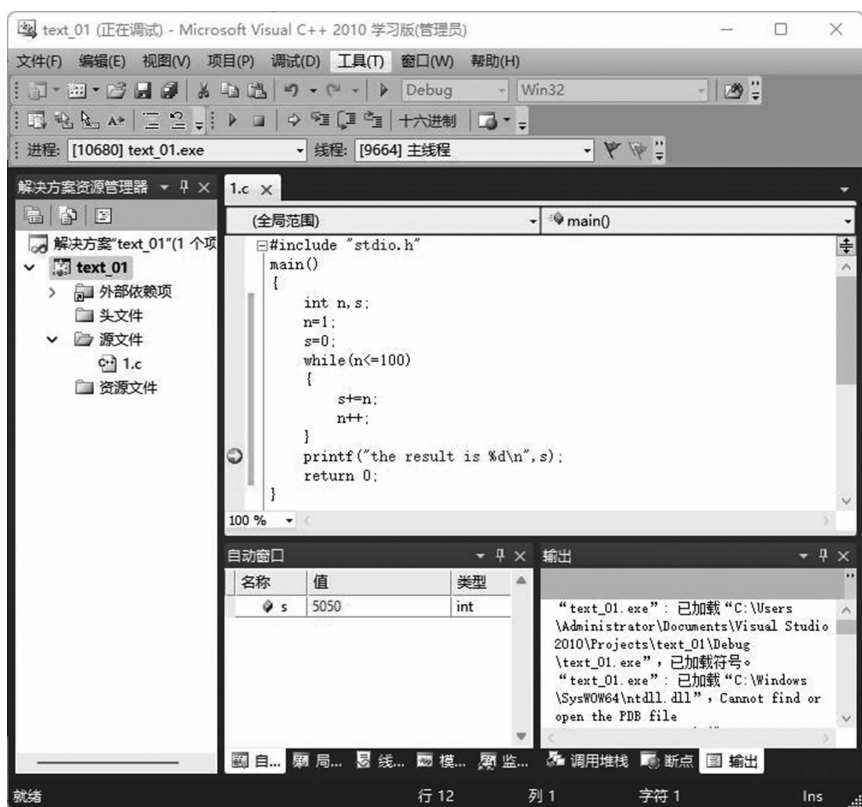 text_01 (正在调试) - Microsoft Visual C++ 2010 学习版(管理员)
文件(F) 编辑(E) 视图(V) 项目(P) 调试(D) 工具(T) 窗口(W) 帮助(H)
Debug Win32
十六进制
进程: [10680] text_01.exe 线程: [9664] 主线程
解决方案资源管理器
解决方案"text_01"(1 个项
text_01
外部依赖项
头文件
源文件
1.c
资源文件
1.c
(全局范围) main()
#include "stdio.h"
main()
{
int n,s;
n=1;
s=0;
while(n<=100)
{
s+=n;
n++;
}
printf("the result is %d\n",s);
return 0;
}
100 %
自动窗口
名称 值 类型
s 5050 int
输出
“text_01.exe”: 已加载“C:\Users
\Administrator\Documents\Visual Studio
2010\Projects\text_01\Debug
\text_01.exe”，已加载符号。
“text_01.exe”: 已加载“C:\Windows
\SysWOW64\ntdll.dll”，Cannot find or
open the PDB file
自... 局... 线... 模... 监... 调用堆栈 断点 输出
就绪 行 12 列 1 字符 1 Ins